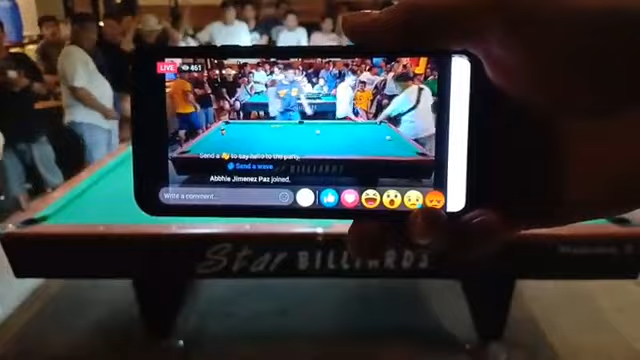 LIVE 461
Send a 👋 to say hello to the party.
Send a wave
Abbhie Jimenez Paz joined.
Write a comment...
Star BILLIARDS